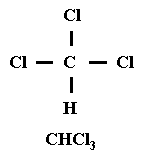 Cl
Cl — C — Cl
H
CHCl₃